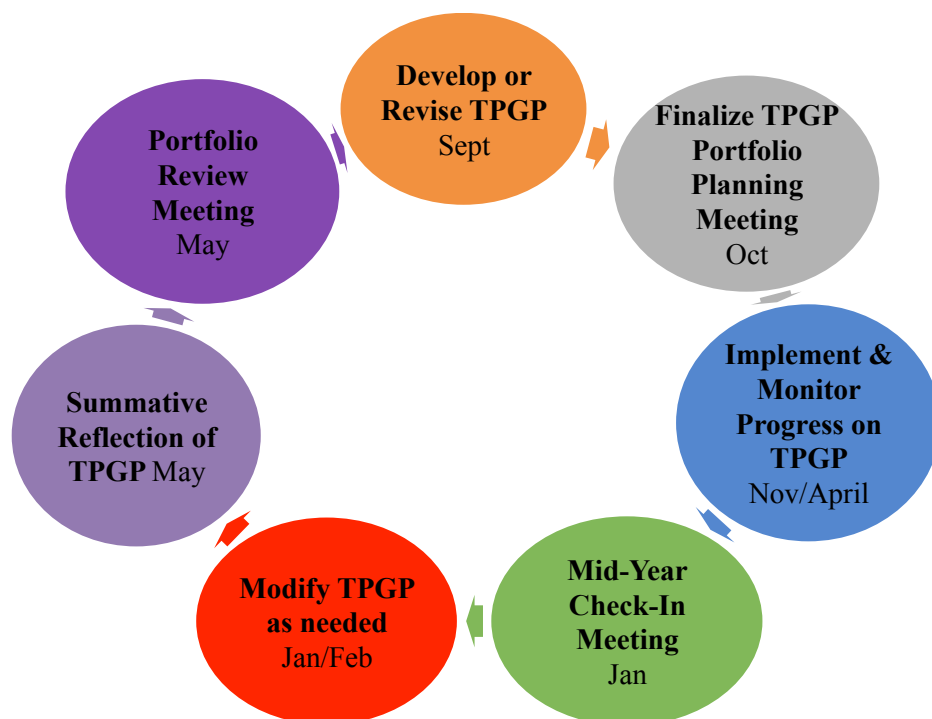 Develop or
Revise TPGP
Sept
Finalize TPGP
Portfolio
Planning
Meeting
Oct
Implement &
Monitor
Progress on
TPGP
Nov/April
Mid-Year
Check-In
Meeting
Jan
Modify TPGP
as needed
Jan/Feb
Summative
Reflection of
TPGP May
Portfolio
Review
Meeting
May